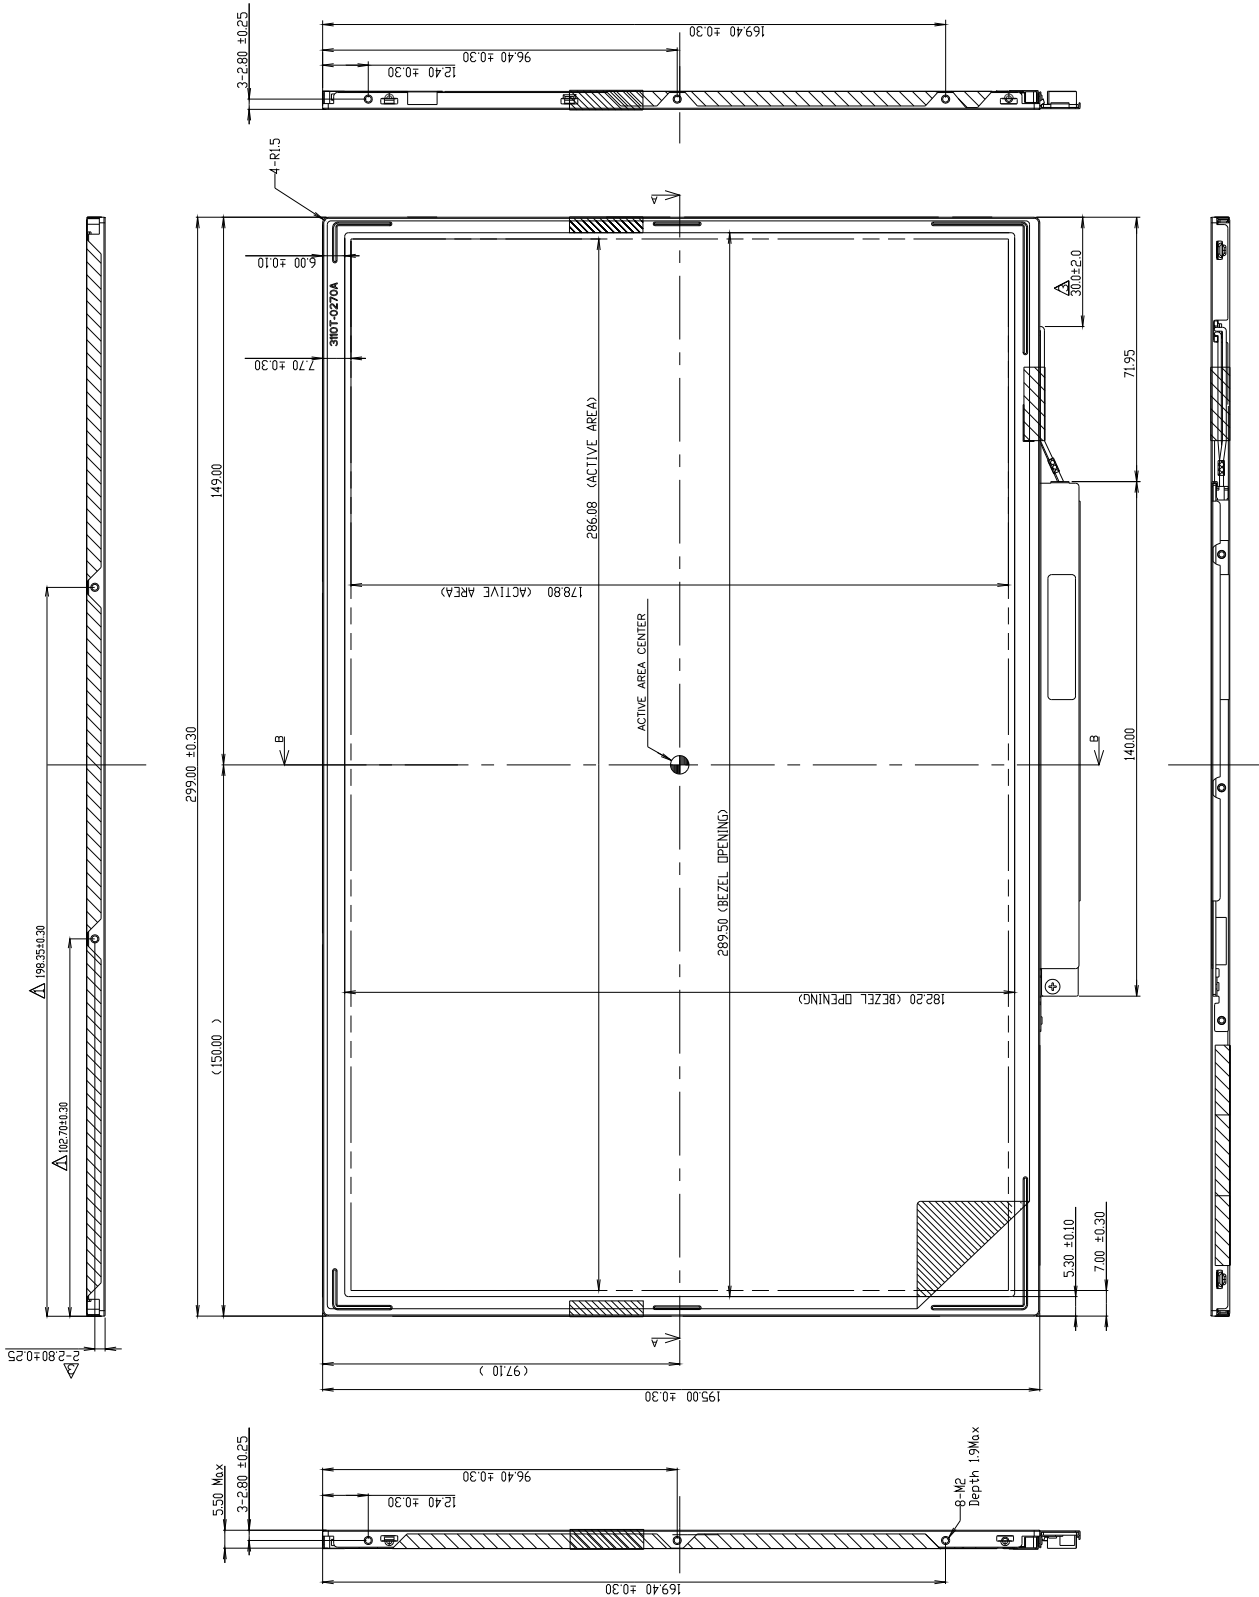 3-2.80 ±0.25
169.40 ±0.30
96.40 ±0.30
12.40 ±0.30
4-R1.5
A
6.00 ±0.10
3110T-0270A
7.70 ±0.30
3
30.0±2.0
71.95
149.00
286.08 (ACTIVE AREA)
178.80 (ACTIVE AREA)
ACTIVE AREA CENTER
299.00 ±0.30
B
B
140.00
289.50 (BEZEL OPENING)
182.20 (BEZEL OPENING)
1 198.35±0.30
(150.00 )
1 102.70±0.30
5.30 ±0.10
7.00 ±0.30
2-2.80±0.25
3
A
(97.10 )
195.00 ±0.30
5.50 Max
3-2.80 ±0.25
96.40 ±0.30
12.40 ±0.30
8-M2
Depth 1.9Max
169.40 ±0.30